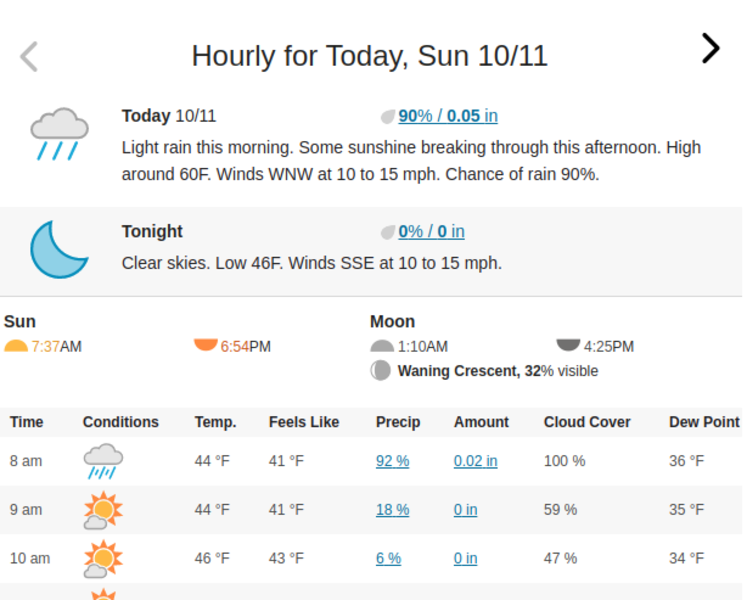 Hourly for Today, Sun 10/11
Today 10/11 90% / 0.05 in
Light rain this morning. Some sunshine breaking through this afternoon. High
around 60F. Winds WNW at 10 to 15 mph. Chance of rain 90%.
Tonight 0% / 0 in
Clear skies. Low 46F. Winds SSE at 10 to 15 mph.
Sun Moon
7:37AM 6:54PM 1:10AM 4:25PM
Waning Crescent, 32% visible
Time Conditions Temp. Feels Like Precip Amount Cloud Cover Dew Point
8 am 44 °F 41 °F 92 % 0.02 in 100 % 36 °F
9 am 44 °F 41 °F 18 % 0 in 59 % 35 °F
10 am 46 °F 43 °F 6 % 0 in 47 % 34 °F